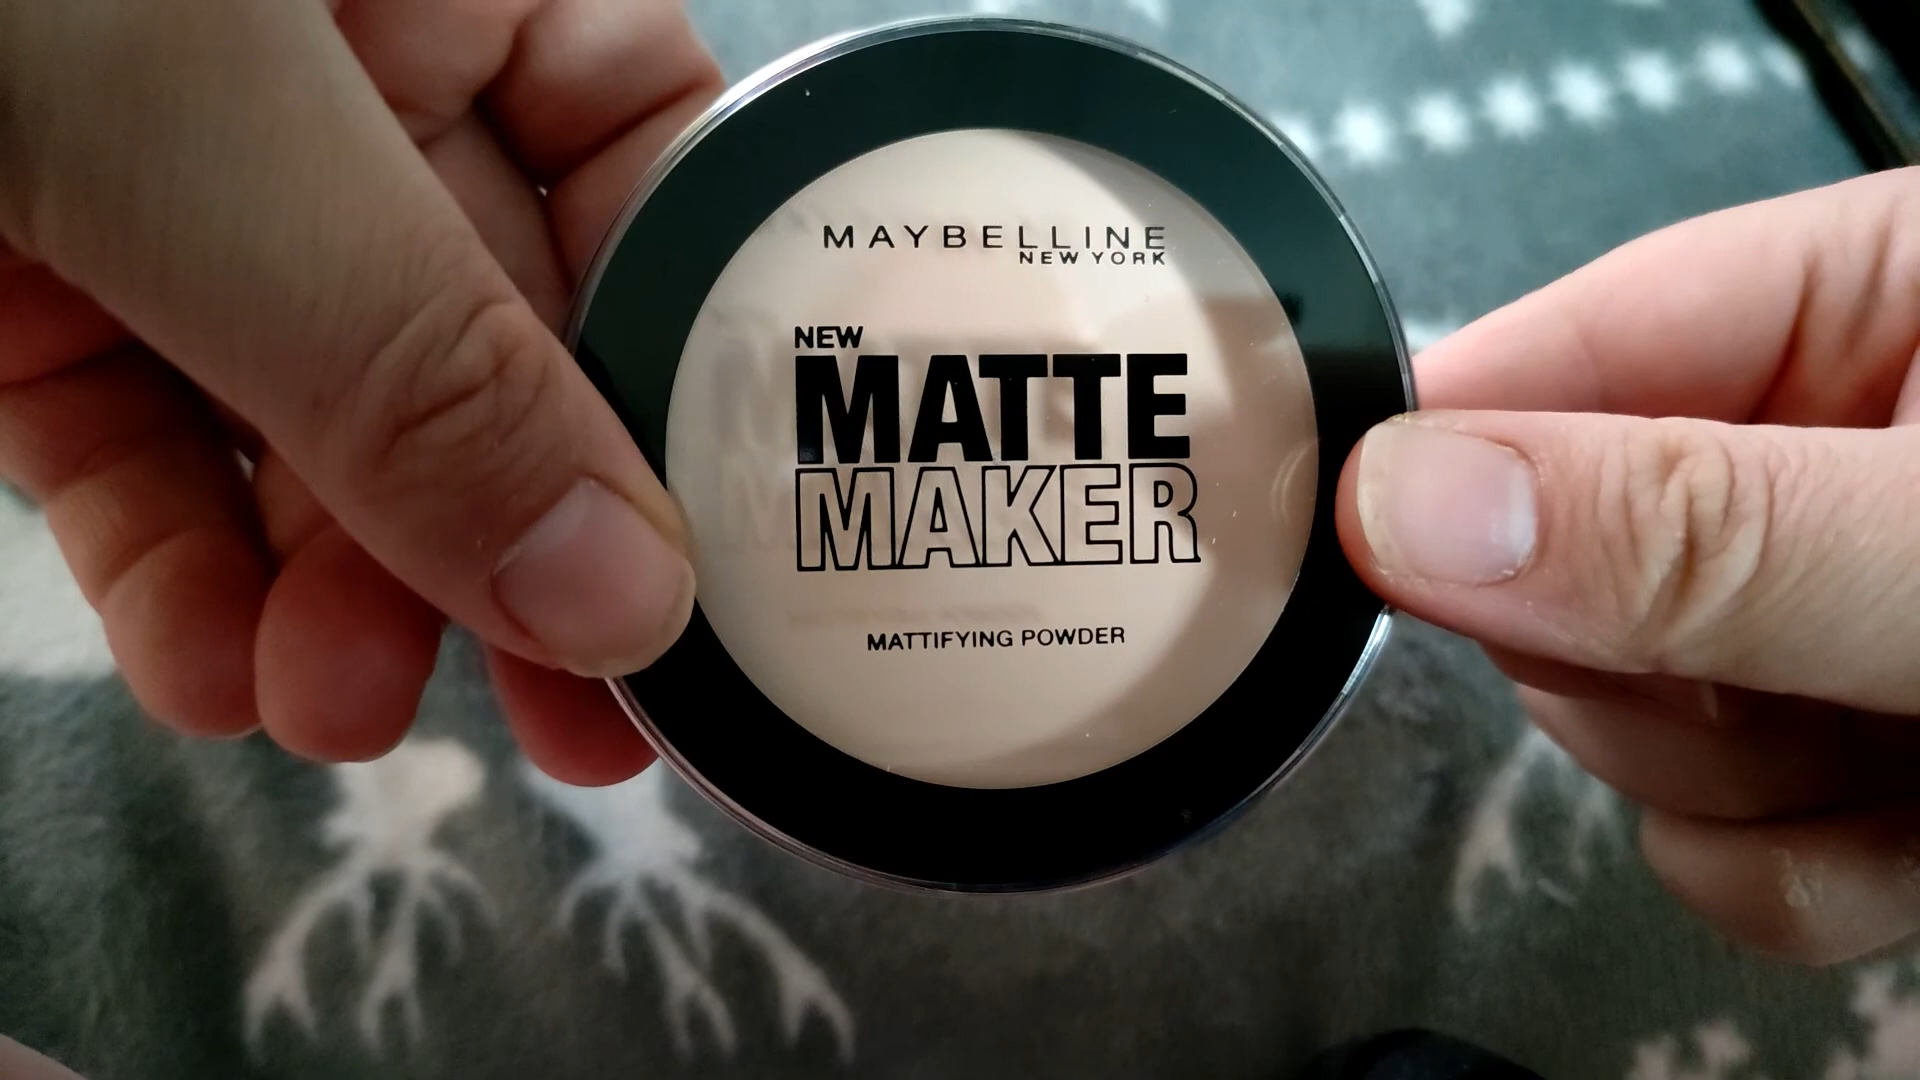 MAYBELLINE
NEW YORK
NEW
MATTE
MAKER
MATTIFYING POWDER